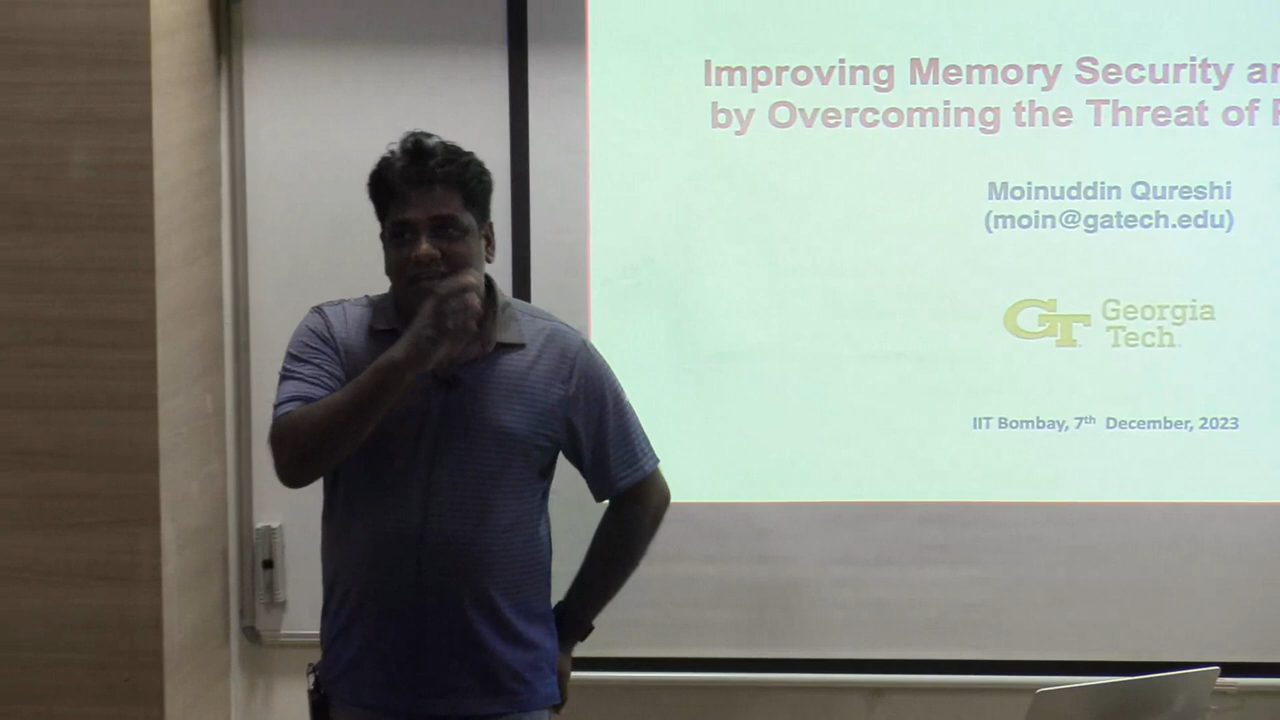 Improving Memory Security
by Overcoming the Threat of
Moinuddin Qureshi
(moin@gatech.edu)
GT Georgia
Tech
IIT Bombay, 7th December, 2023